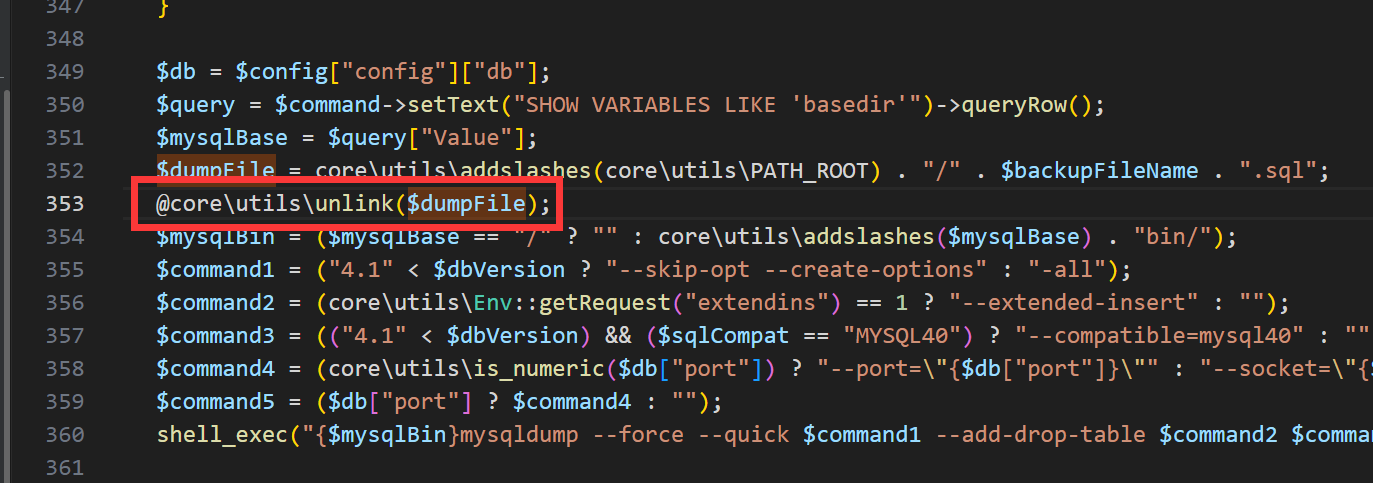 347 }
348
349 $db = $config["config"]["db"];
350 $query = $command->setText("SHOW VARIABLES LIKE 'basedir'")->queryRow();
351 $mysqlBase = $query["Value"];
352 $dumpFile = core\utils\addslashes(core\utils\PATH_ROOT) . "/" . $backupFileName . ".sql";
353 @core\utils\unlink($dumpFile);
354 $mysqlBin = ($mysqlBase == "/" ? "" : core\utils\addslashes($mysqlBase) . "bin/");
355 $command1 = ("4.1" < $dbVersion ? "--skip-opt --create-options" : "-all");
356 $command2 = (core\utils\Env::getRequest("extendins") == 1 ? "--extended-insert" : "");
357 $command3 = (("4.1" < $dbVersion) && ($sqlCompat == "MYSQL40") ? "--compatible=mysql40" : ""
358 $command4 = (core\utils\is_numeric($db["port"]) ? "--port=\"{$db["port"]}\"" : "--socket=\"{$
359 $command5 = ($db["port"] ? $command4 : "");
360 shell_exec("{$mysqlBin}mysqldump --force --quick $command1 --add-drop-table $command2 $comma
361